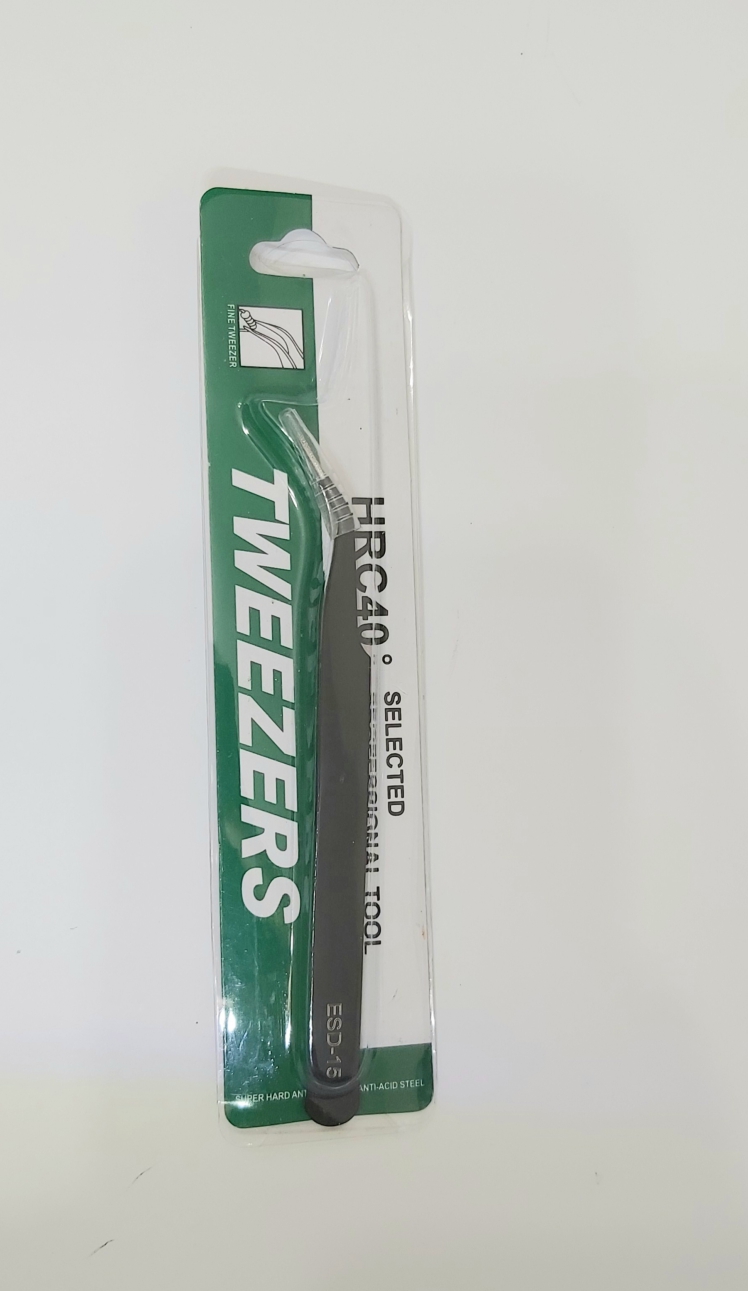 FINE TWEEZER
TWEEZERS
HRC40°
SELECTED
PROFESSIONAL TOOL
ESD-15
SUPER HARD ANT
ANTI-ACID STEEL